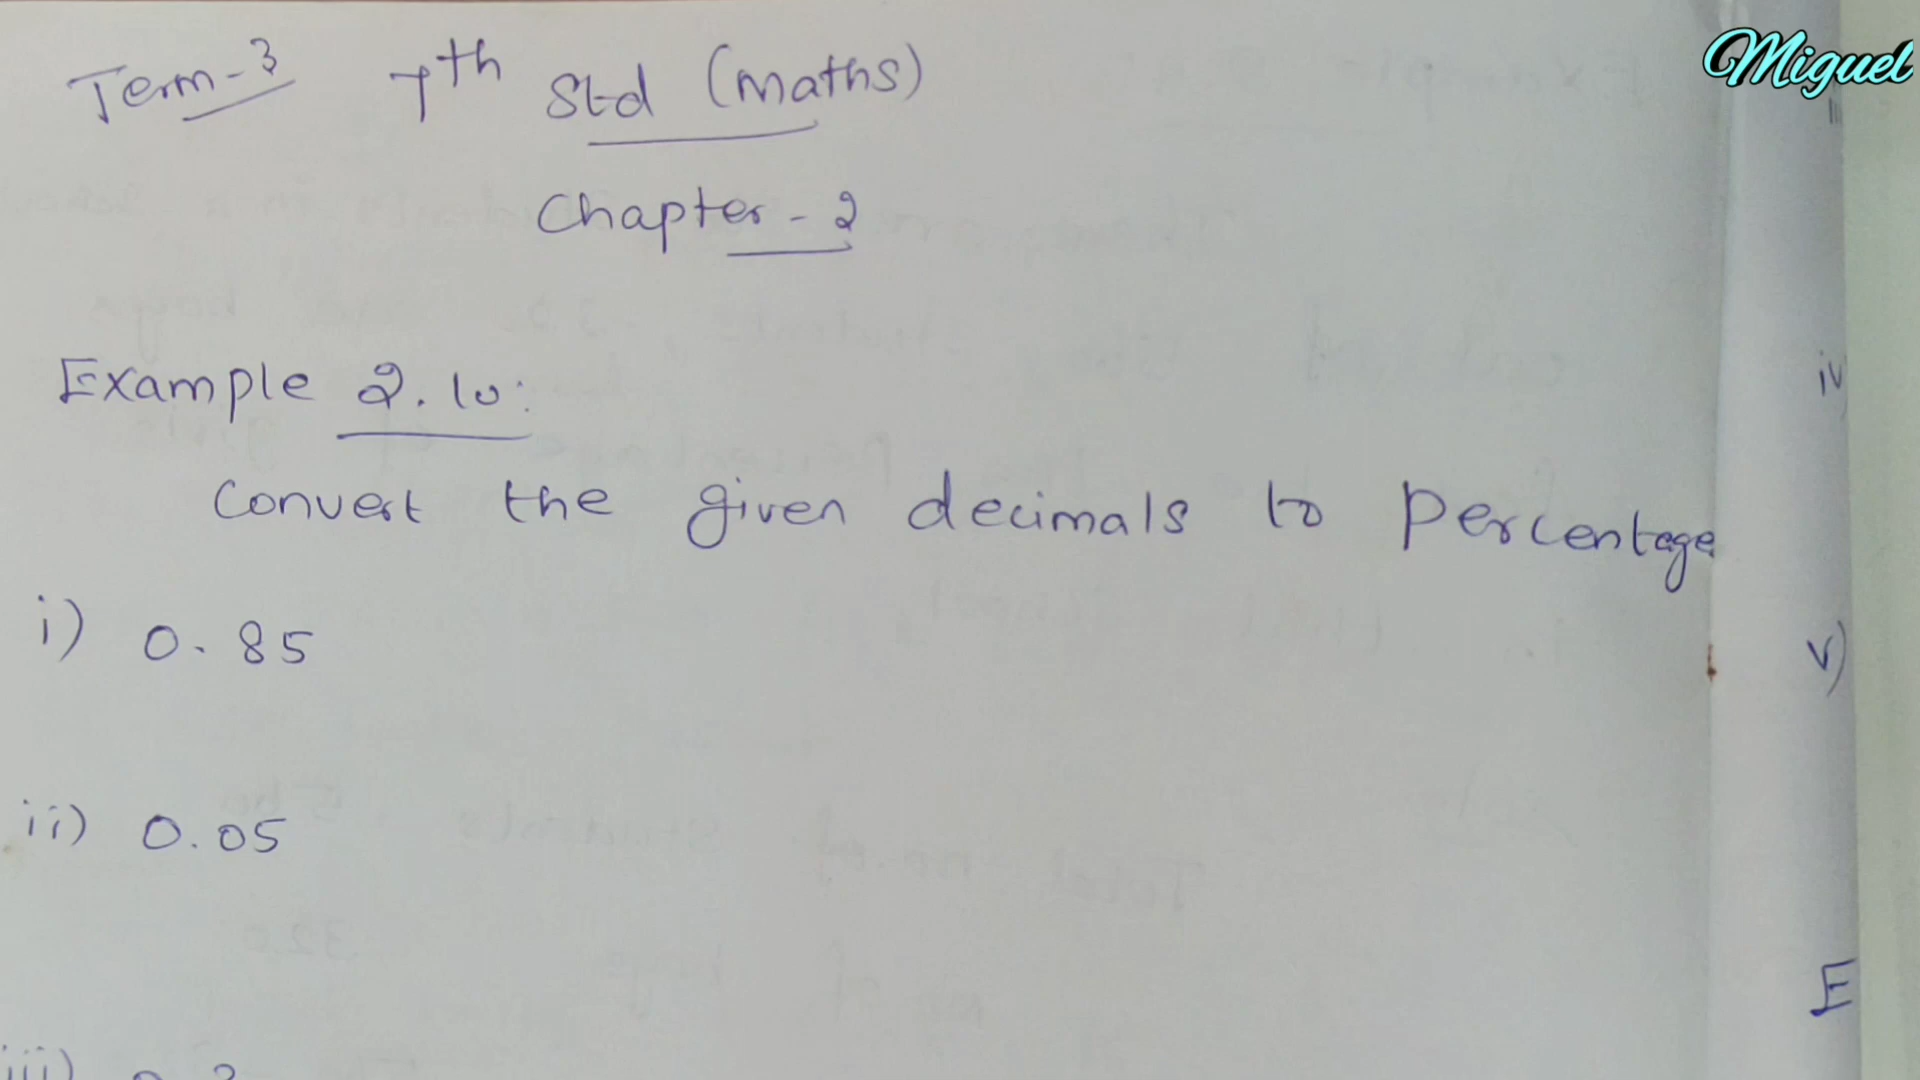 Miguel
Term-3 7th Std (Maths)
Chapter-2
Example 2.10:
Convert the given decimals to Percentage
i) 0.85
ii) 0.05
iii)
iv
v)
E